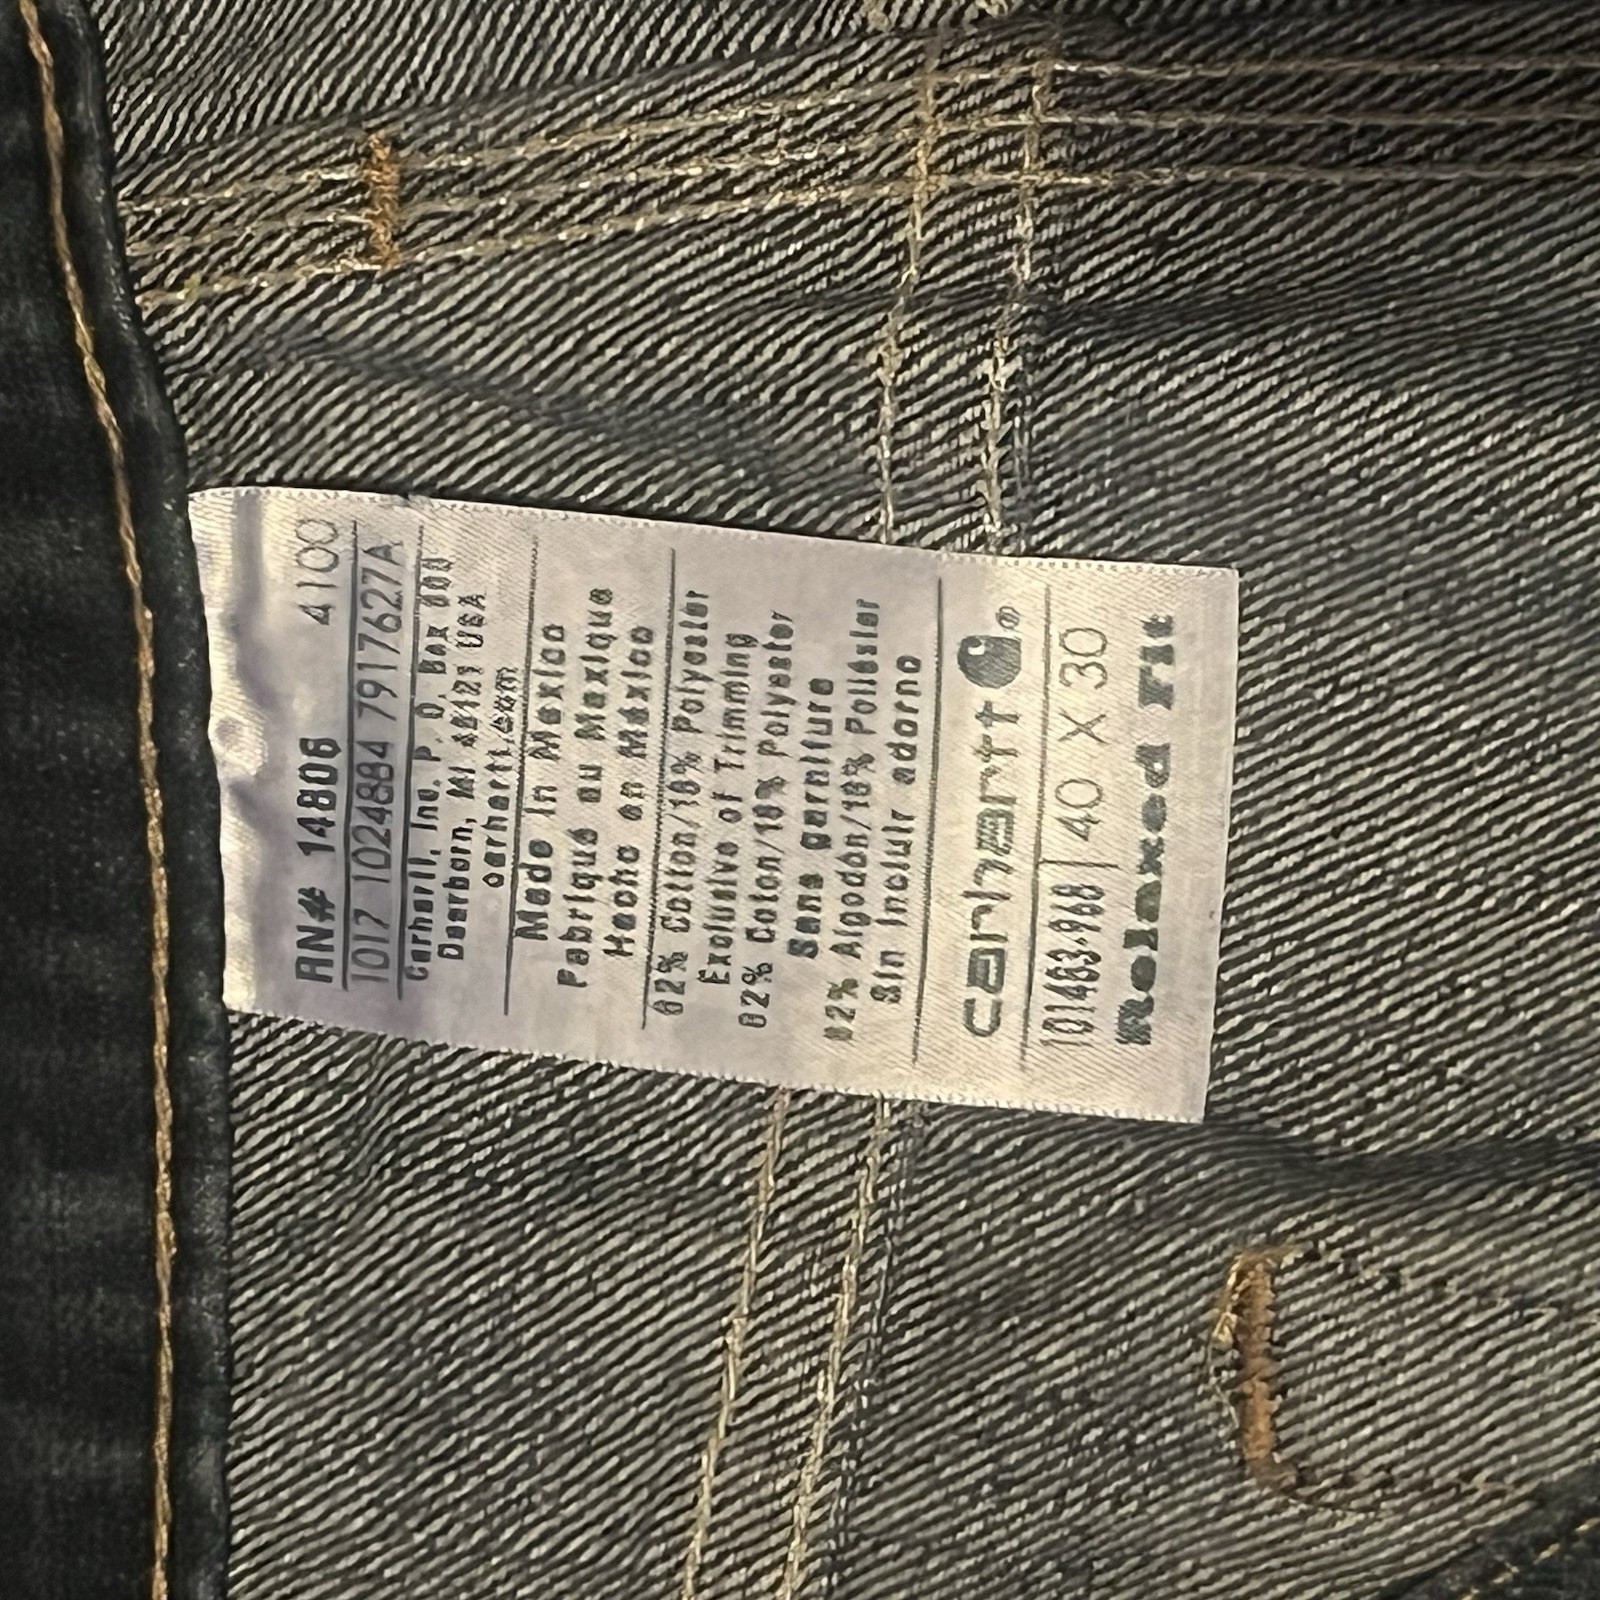 RN# 14806 4100
1017 1024884 7917627A
Carhartt, Inc. P. O. Box 600
Dearborn, MI 48121 USA
carhartt.com
Made in Mexico
Fabriqué au Mexique
Hecho en México
82% Cotton/18% Polyester
Exclusive of Trimming
82% Coton/18% Polyester
Sans garniture
82% Algodón/18% Poliéster
Sin incluir adorno
carhartt®
101483-968 | 40 X 30
Relaxed Fit